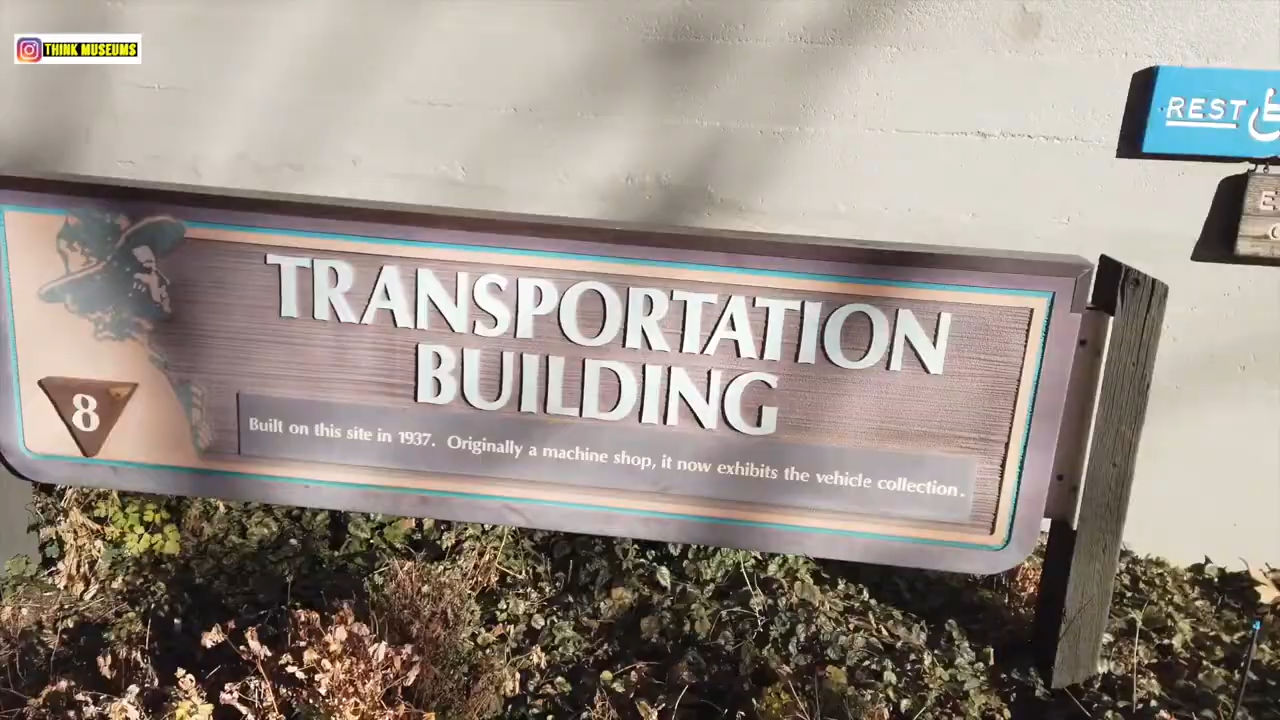 THINK MUSEUMS
REST
TRANSPORTATION
BUILDING
8
Built on this site in 1937. Originally a machine shop, it now exhibits the vehicle collection.